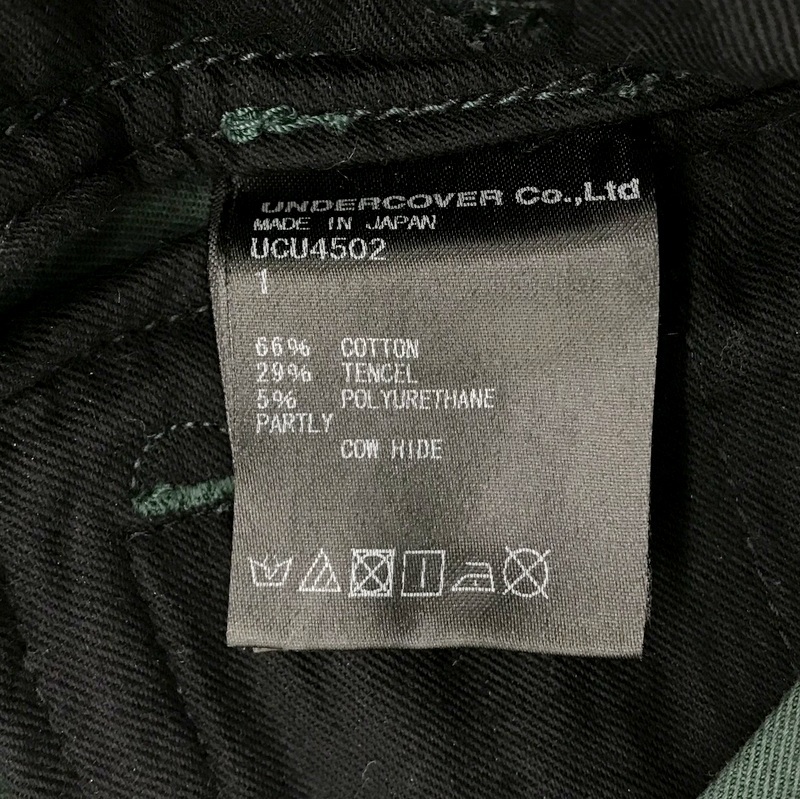 UNDERCOVER Co.,Ltd
MADE IN JAPAN
UCU4502
1
66% COTTON
29% TENCEL
5% POLYURETHANE
PARTLY
COW HIDE